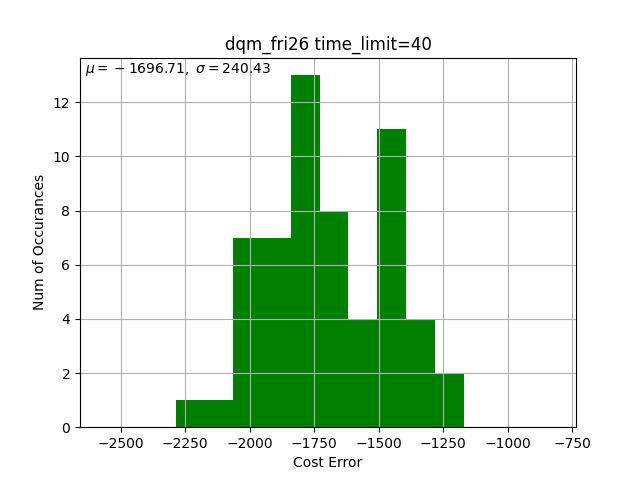 dqm_fri26 time_limit=40
μ = −1696.71, σ = 240.43
12
10
8
6
4
2
0
Num of Occurances
−2500 −2250 −2000 −1750 −1500 −1250 −1000 −750
Cost Error